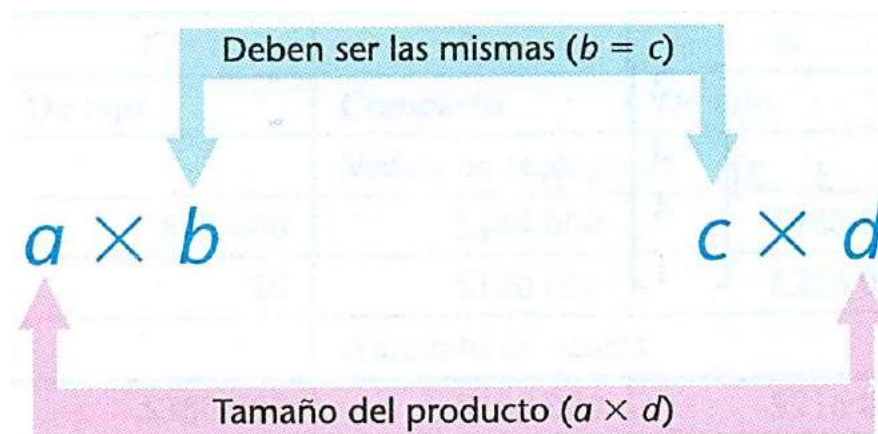 Deben ser las mismas (b = c)
a × b c × d
Tamaño del producto (a × d)